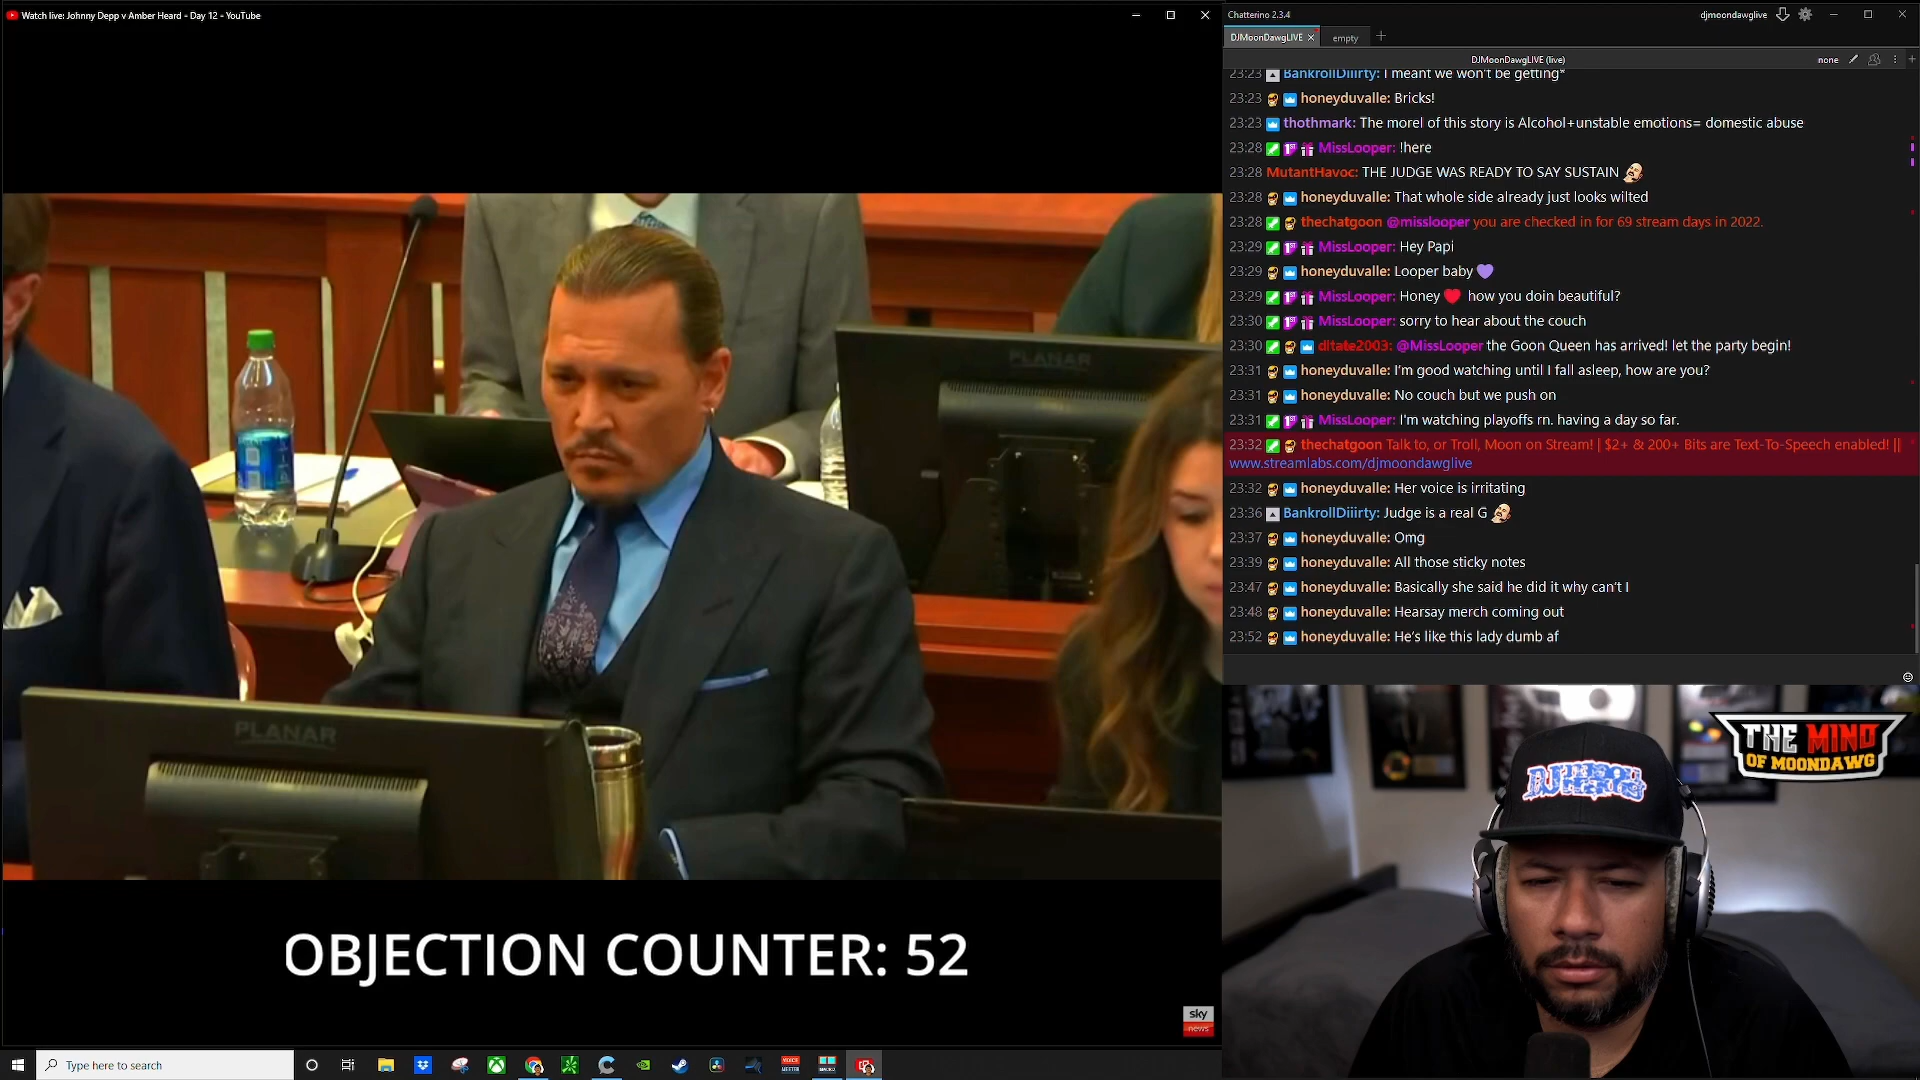 Watch live: Johnny Depp v Amber Heard - Day 12 - YouTube
PLANAR
PLANAR
OBJECTION COUNTER: 52
sky
news
Type here to search
Chatterino 2.3.4
djmoondawglive
DJMoonDawgLIVE
empty
DJMoonDawgLIVE (live)
none
23:23 BankrollDiiirty: I meant we won't be getting*
23:23 honeyduvalle: Bricks!
23:23 thothmark: The morel of this story is Alcohol+unstable emotions= domestic abuse
23:28 MissLooper: !here
23:28 MutantHavoc: THE JUDGE WAS READY TO SAY SUSTAIN
23:28 honeyduvalle: That whole side already just looks wilted
23:28 thechatgoon @misslooper you are checked in for 69 stream days in 2022.
23:29 MissLooper: Hey Papi
23:29 honeyduvalle: Looper baby 💜
23:29 MissLooper: Honey ❤️ how you doin beautiful?
23:30 MissLooper: sorry to hear about the couch
23:30 dltate2003: @MissLooper the Goon Queen has arrived! let the party begin!
23:31 honeyduvalle: I'm good watching until I fall asleep, how are you?
23:31 honeyduvalle: No couch but we push on
23:31 MissLooper: I'm watching playoffs rn. having a day so far.
23:32 thechatgoon Talk to, or Troll, Moon on Stream! | $2+ & 200+ Bits are Text-To-Speech enabled! ||
www.streamlabs.com/djmoondawglive
23:32 honeyduvalle: Her voice is irritating
23:36 BankrollDiiirty: Judge is a real G
23:37 honeyduvalle: Omg
23:39 honeyduvalle: All those sticky notes
23:47 honeyduvalle: Basically she said he did it why can't I
23:48 honeyduvalle: Hearsay merch coming out
23:52 honeyduvalle: He's like this lady dumb af
THE MIND
OF MOONDAWG